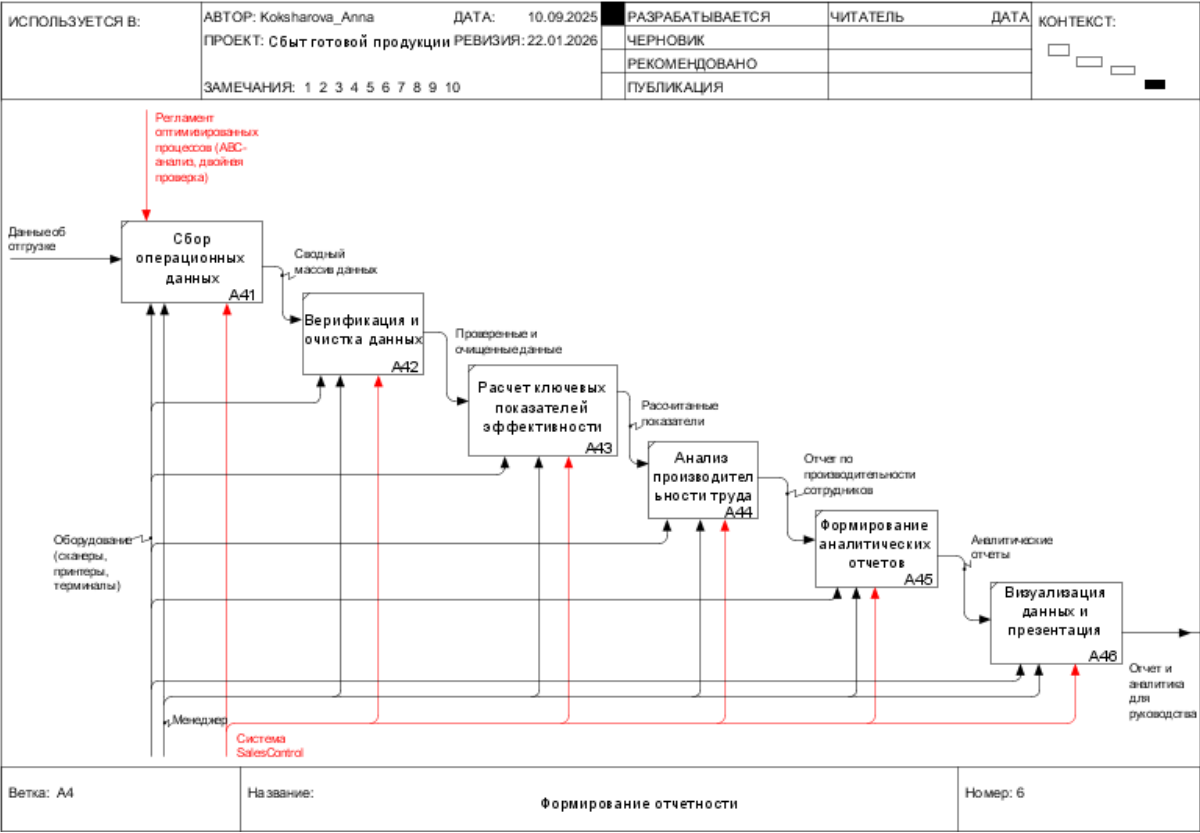 ИСПОЛЬЗУЕТСЯ В:
АВТОР: Koksharova_Anna
ДАТА: 10.09.2025
ПРОЕКТ: Сбыт готовой продукции
РЕВИЗИЯ: 22.01.2026
ЗАМЕЧАНИЯ: 1 2 3 4 5 6 7 8 9 10
РАЗРАБАТЫВАЕТСЯ
ЧЕРНОВИК
РЕКОМЕНДОВАНО
ПУБЛИКАЦИЯ
ЧИТАТЕЛЬ
ДАТА
КОНТЕКСТ:
Регламент
оптимизированных
процессов (АВС-
анализ, двойная
проверка)
Данные об
отгрузке
Сбор
операционных
данных
A41
Сводный
массив данных
Верификация и
очистка данных
A42
Проверенные и
очищенные данные
Расчет ключевых
показателей
эффективности
A43
Рассчитанные
показатели
Анализ
производител
ьности труда
A44
Отчет по
производительности
сотрудников
Формирование
аналитических
отчетов
A45
Аналитические
отчеты
Визуализация
данных и
презентация
A46
Отчет и
аналитика
для
руководства
Оборудование
(сканеры,
принтеры,
терминалы)
Менеджер
Система
SalesControl
Ветка: A4
Название:
Формирование отчетности
Номер: 6